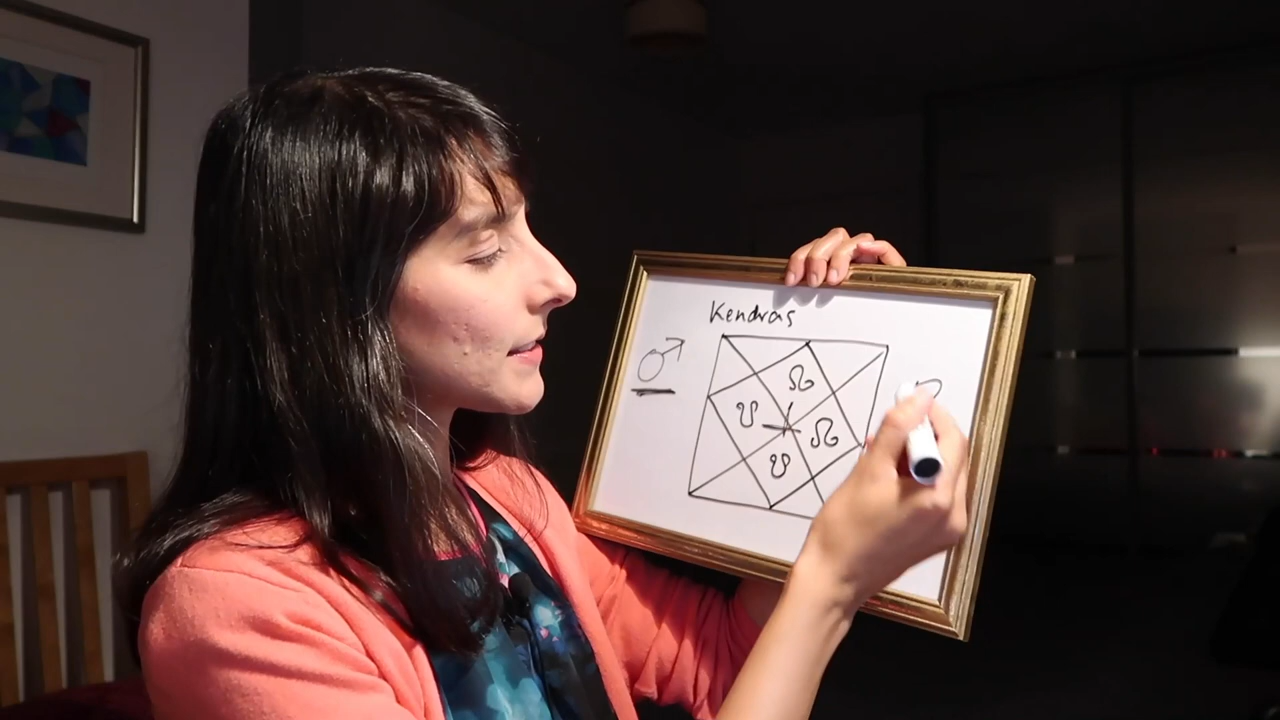 Kendras
♂
☊
☋ ☊
☋